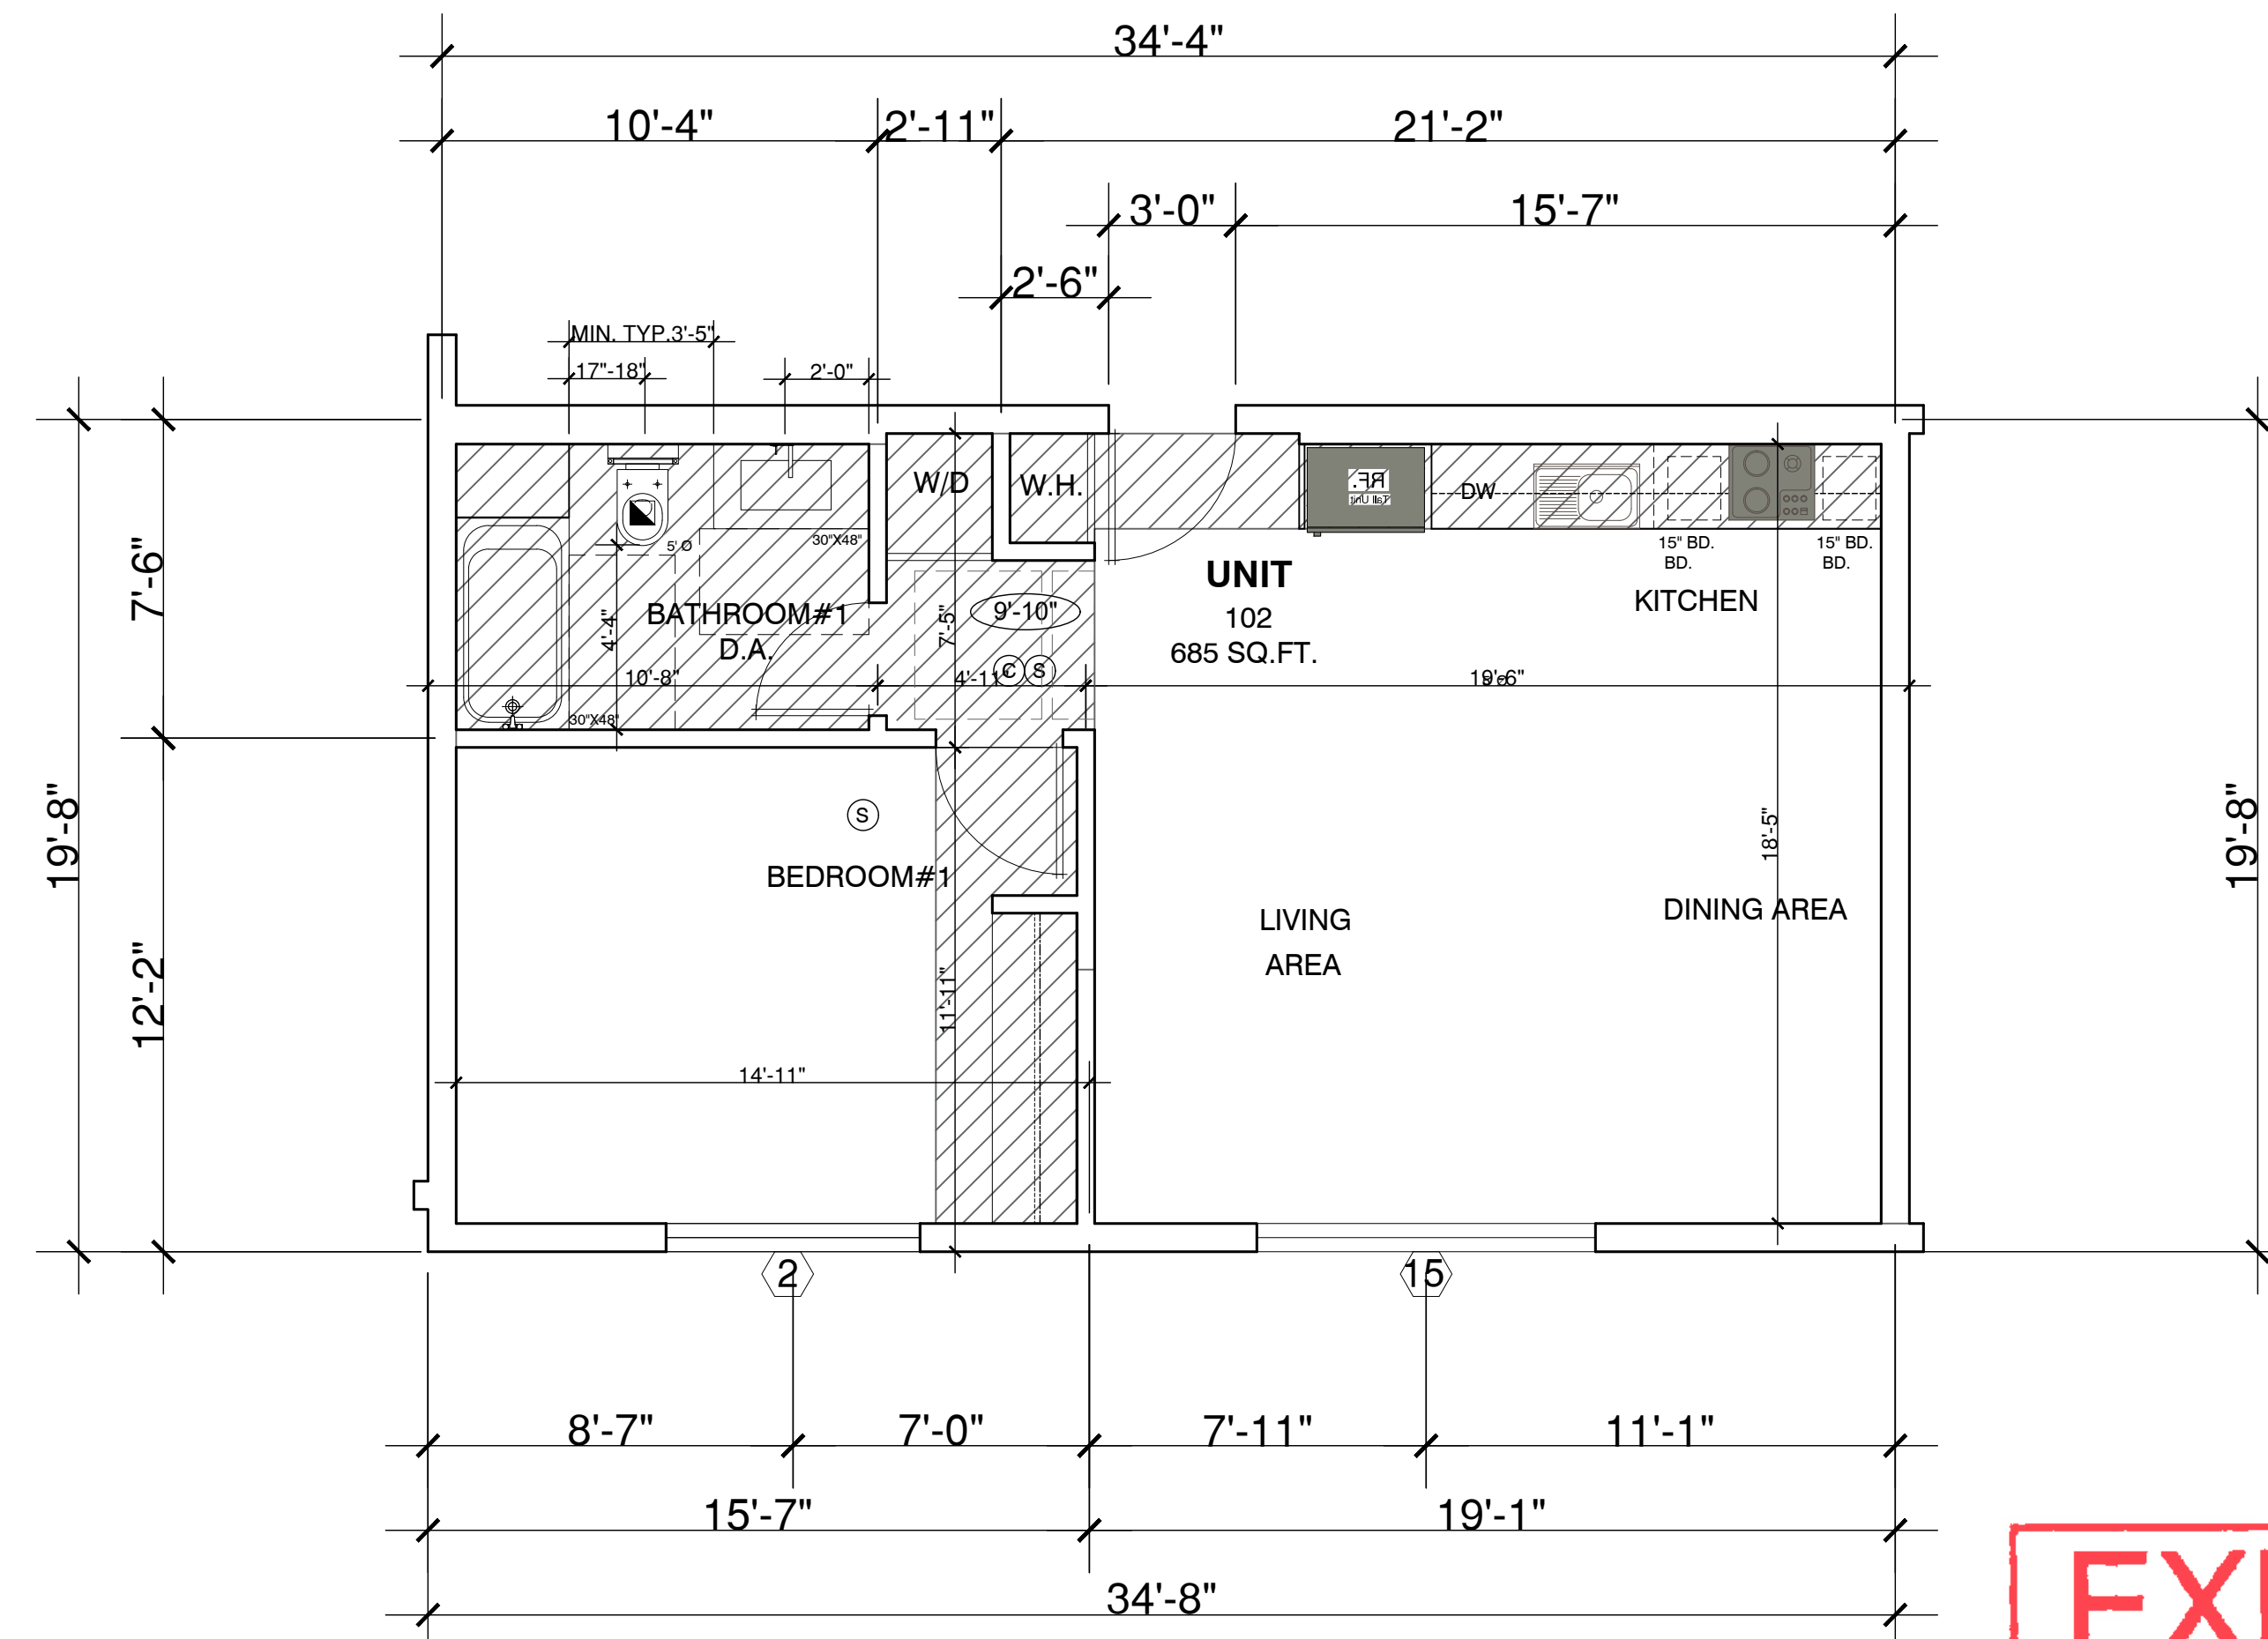 34'-4"
10'-4" 2'-11" 21'-2"
3'-0" 15'-7"
2'-6"
MIN. TYP.3'-5"
17"-18" 2'-0"
W/D W.H. RF. DW
Tall Unit
5' O 30"X48" 15" BD. 15" BD.
BD. BD.
UNIT
7'-6" 9'-10" KITCHEN
BATHROOM#1 102
4'-4" 7'-5"
D.A. 685 SQ.FT.
C S
10'-8" 4'-11" 19'-6"
30"X48"
19'-8" S 18'-5" 19'-8"
BEDROOM#1
LIVING DINING AREA
AREA
12'-2" 11'-11"
14'-11"
2 15
8'-7" 7'-0" 7'-11" 11'-1"
15'-7" 19'-1"
34'-8"